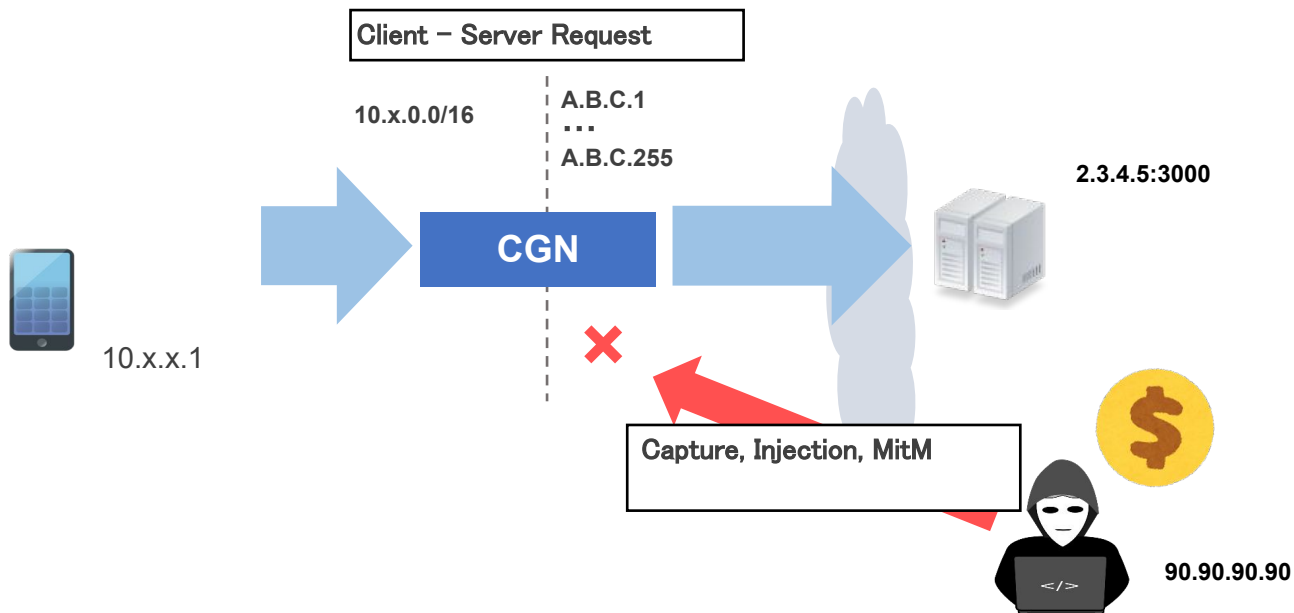 Client – Server Request
10.x.0.0/16
A.B.C.1
...
A.B.C.255
2.3.4.5:3000
CGN
10.x.x.1
$
Capture, Injection, MitM
</>
90.90.90.90